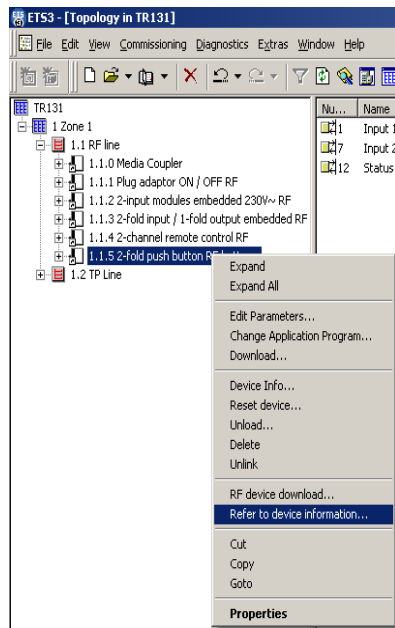 ETS3 - [Topology in TR131]
File Edit View Commissioning Diagnostics Extras Window Help
TR131
1 Zone 1
1.1 RF line
1.1.0 Media Coupler
1.1.1 Plug adaptor ON / OFF RF
1.1.2 2-input modules embedded 230V~ RF
1.1.3 2-fold input / 1-fold output embedded RF
1.1.4 2-channel remote control RF
1.1.5 2-fold push button
1.2 TP Line
Nu... Name
1 Input 1
7 Input 2
12 Status
Expand
Expand All
Edit Parameters...
Change Application Program...
Download...
Device Info...
Reset device...
Unload...
Delete
Unlink
RF device download...
Refer to device information...
Cut
Copy
Goto
Properties